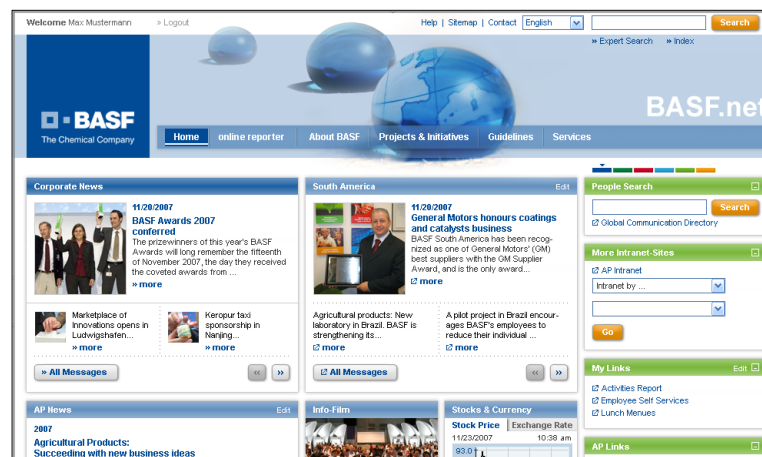 Welcome Max Mustermann » Logout
Help | Sitemap | Contact English Search
» Expert Search » Index
BASF
The Chemical Company
BASF.net
Home online reporter About BASF Projects & Initiatives Guidelines Services
Corporate News
11/20/2007
BASF Awards 2007
conferred
The prizewinners of this year's BASF
Awards will long remember the fifteenth
of November 2007, the day they received
the coveted awards from ...
» more
Marketplace of
Innovations opens in
Ludwigshafen...
» more
Keropur taxi
sponsorship in
Nanjing...
» more
» All Messages « »
South America Edit
11/20/2007
General Motors honours coatings
and catalysts business
BASF South America has been recog-
nized as one of General Motors' (GM)
best suppliers with the GM Supplier
Award, and is the only award...
more
Agricultural products: New
laboratory in Brazil. BASF is
strengthening its...
more
A pilot project in Brazil encour-
ages BASF's employees to
reduce their individual ...
more
All Messages « »
People Search
Search
Global Communication Directory
More Intranet-Sites
AP Intranet
Intranet by ...
Go
My Links Edit
Activities Report
Employee Self Services
Lunch Menues
AP Links
AP News Edit
2007
Agricultural Products:
Succeeding with new business ideas
Info-Film
Stocks & Currency
Stock Price Exchange Rate
11/23/2007 10:38 am
93.0